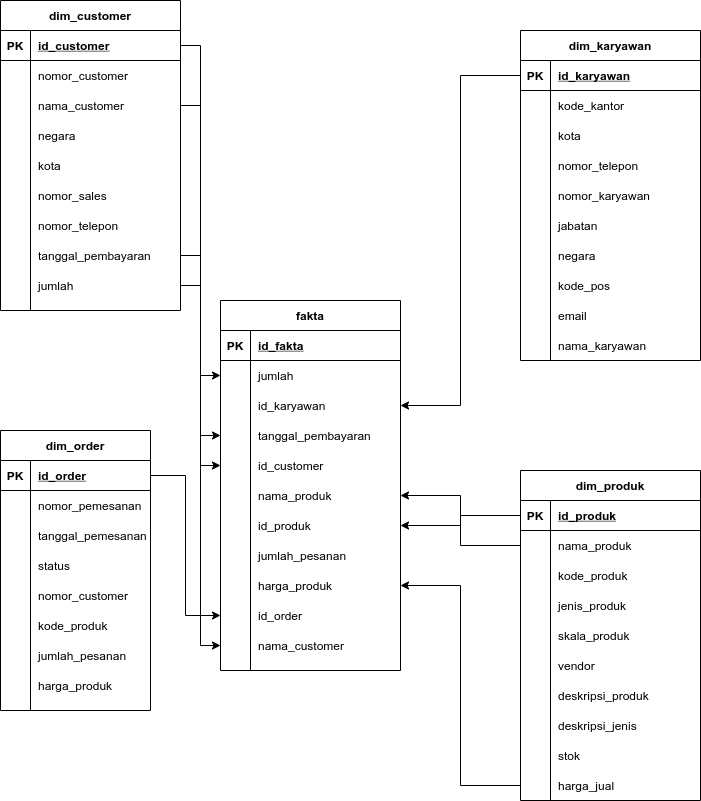 dim_customer
PK id_customer
nomor_customer
nama_customer
negara
kota
nomor_sales
nomor_telepon
tanggal_pembayaran
jumlah
dim_karyawan
PK id_karyawan
kode_kantor
kota
nomor_telepon
nomor_karyawan
jabatan
negara
kode_pos
email
nama_karyawan
fakta
PK id_fakta
jumlah
id_karyawan
tanggal_pembayaran
id_customer
nama_produk
id_produk
jumlah_pesanan
harga_produk
id_order
nama_customer
dim_order
PK id_order
nomor_pemesanan
tanggal_pemesanan
status
nomor_customer
kode_produk
jumlah_pesanan
harga_produk
dim_produk
PK id_produk
nama_produk
kode_produk
jenis_produk
skala_produk
vendor
deskripsi_produk
deskripsi_jenis
stok
harga_jual